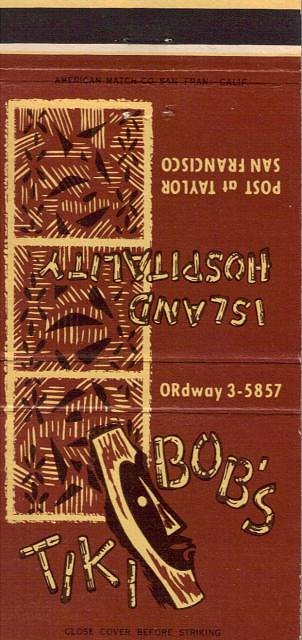 AMERICAN MATCH CO. SAN FRAN. CALIF.
POST at TAYLOR
SAN FRANCISCO
ISLAND
HOSPITALITY
ORdway 3-5857
TIKI BOB'S
CLOSE COVER BEFORE STRIKING